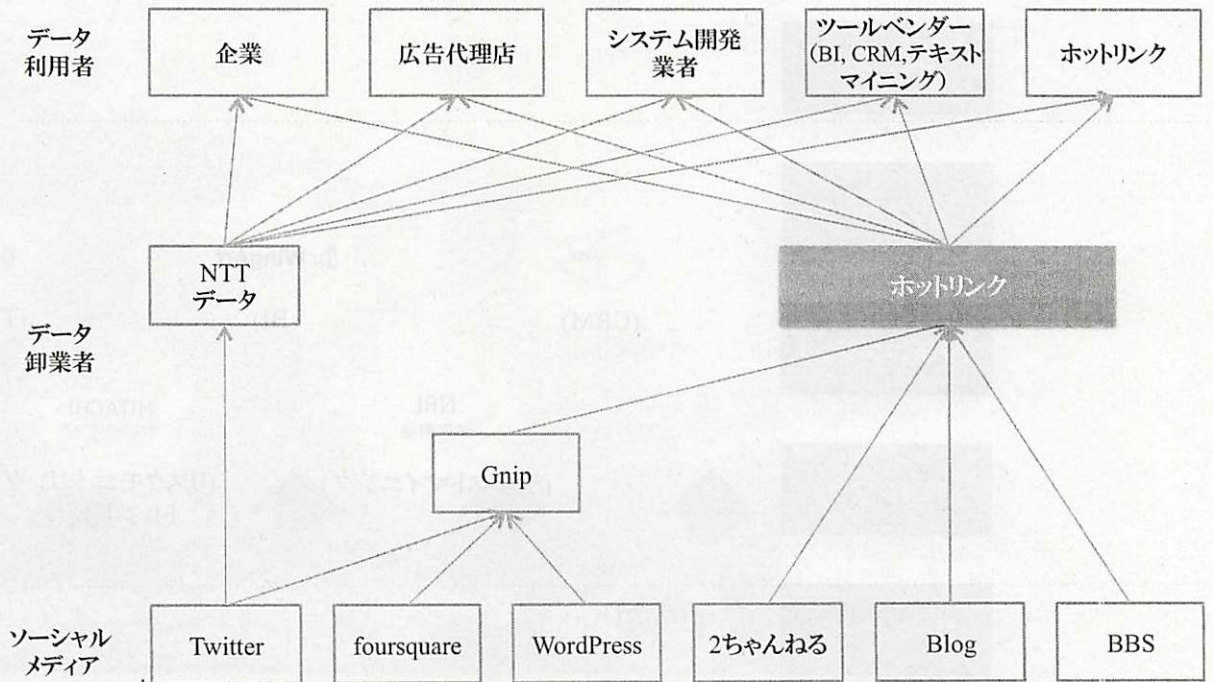 データ
利用者
企業
広告代理店
システム開発
業者
ツールベンダー
(BI, CRM,テキスト
マイニング)
ホットリンク
NTT
データ
ホットリンク
データ
卸業者
Gnip
ソーシャル
メディア
Twitter
foursquare
WordPress
2ちゃんねる
Blog
BBS